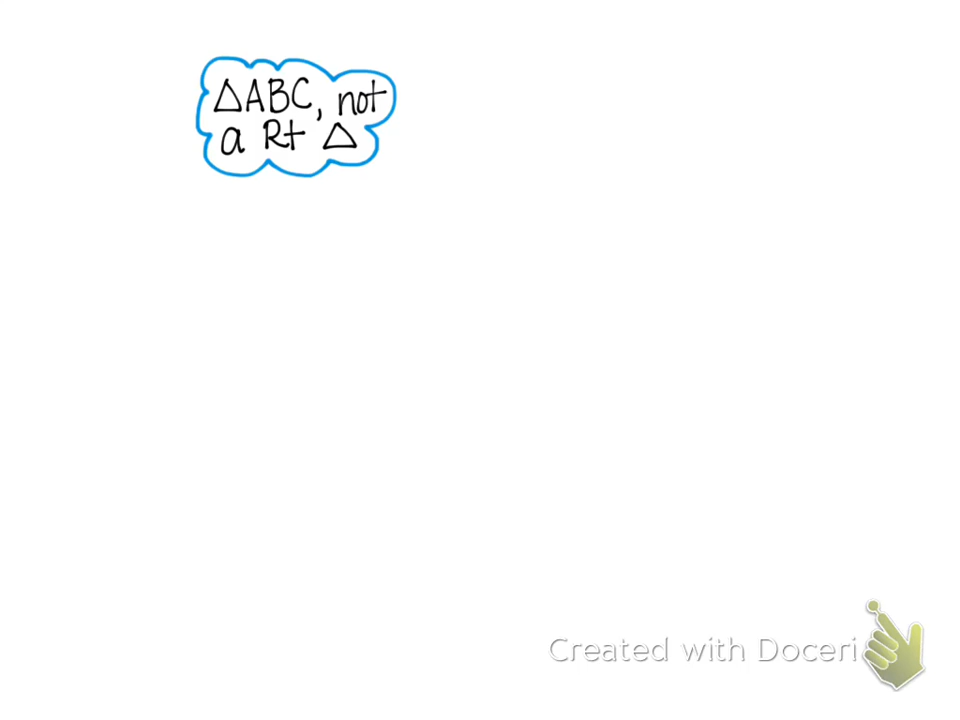 △ABC, not
a Rt △
Created with Doceri